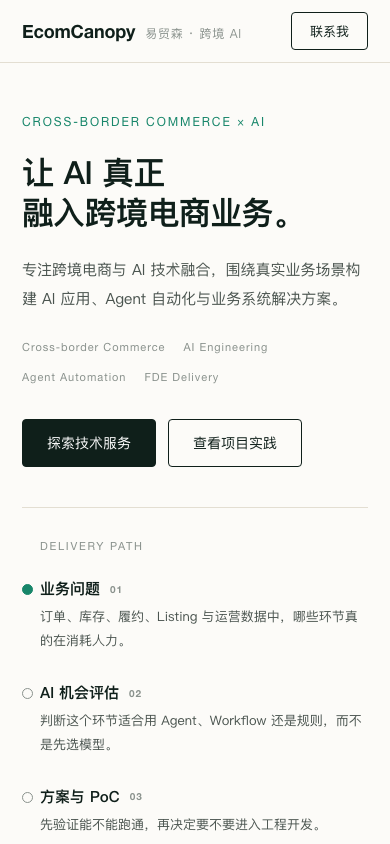 EcomCanopy 易贸森 · 跨境 AI
联系我
CROSS-BORDER COMMERCE × AI
让 AI 真正
融入跨境电商业务。
专注跨境电商与 AI 技术融合，围绕真实业务场景构
建 AI 应用、Agent 自动化与业务系统解决方案。
Cross-border Commerce AI Engineering
Agent Automation FDE Delivery
探索技术服务 查看项目实践
DELIVERY PATH
业务问题 01
订单、库存、履约、Listing 与运营数据中，哪些环节真
的在消耗人力。
AI 机会评估 02
判断这个环节适合用 Agent、Workflow 还是规则，而不
是先选模型。
方案与 PoC 03
先验证能不能跑通，再决定要不要进入工程开发。